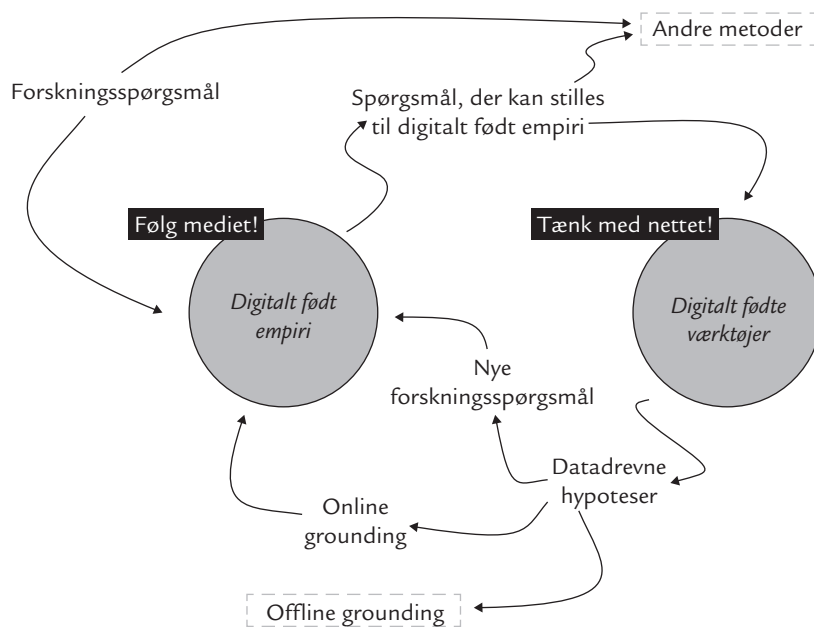 Andre metoder
Forskningsspørgsmål
Spørgsmål, der kan stilles
til digitalt født empiri
Følg mediet!
Tænk med nettet!
Digitalt født
empiri
Digitalt fødte
værktøjer
Nye
forskningsspørgsmål
Datadrevne
hypoteser
Online
grounding
Offline grounding